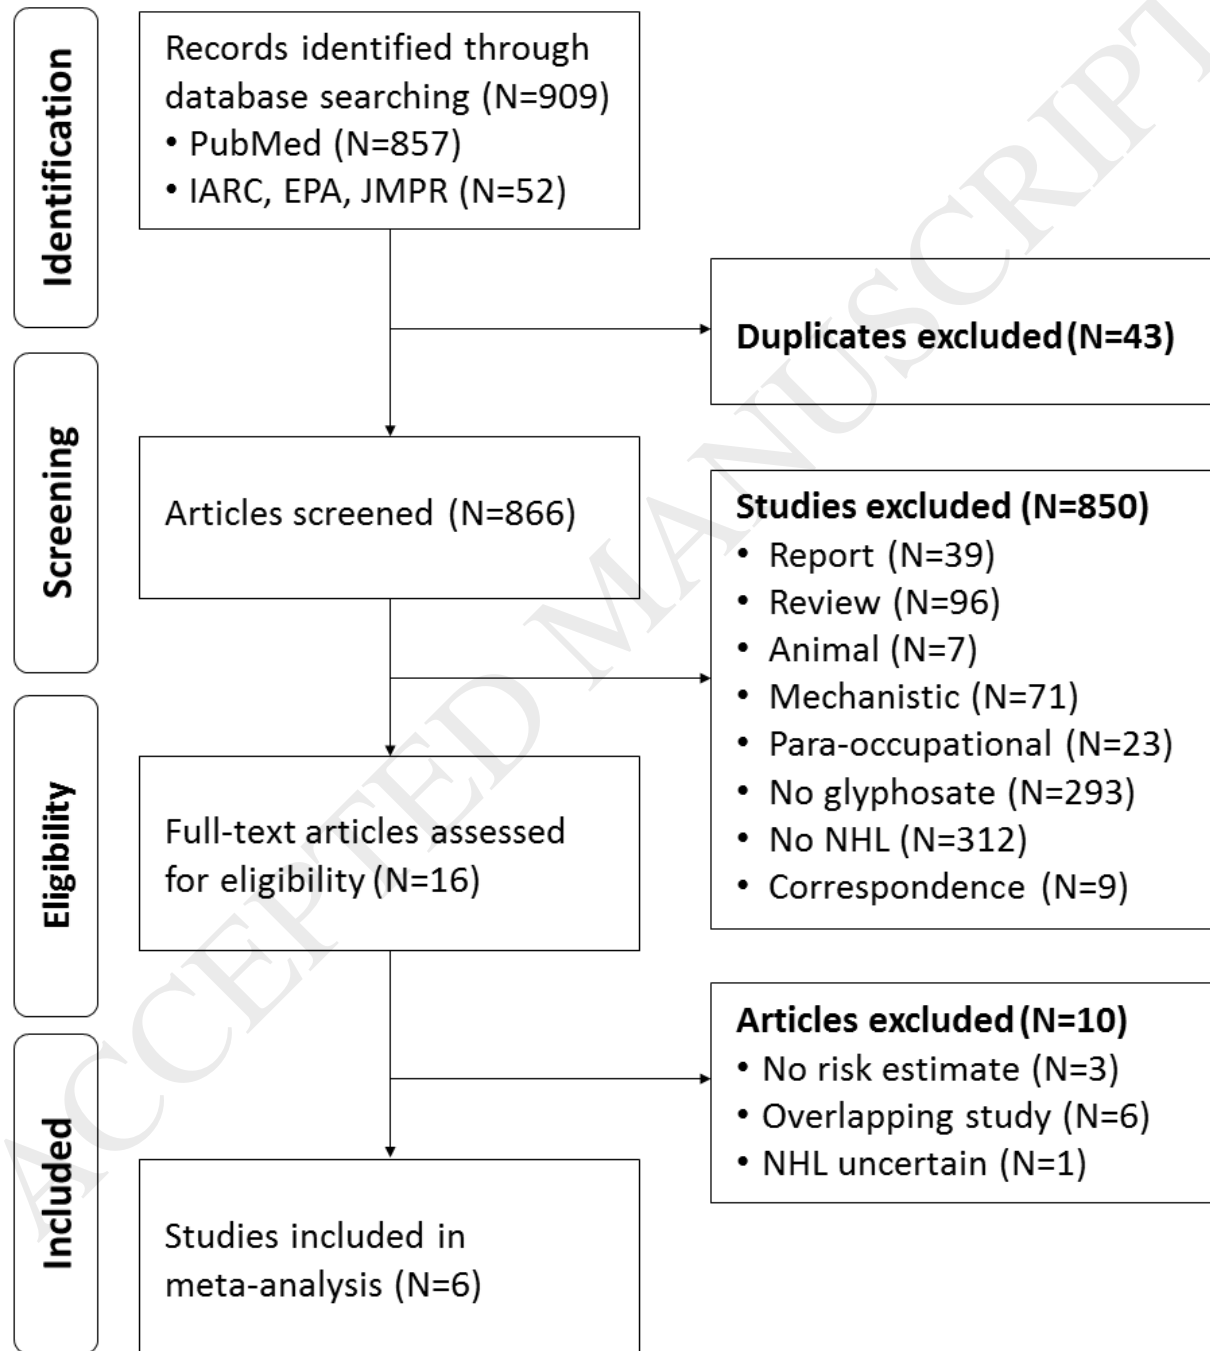 Identification
Records identified through
database searching (N=909)
• PubMed (N=857)
• IARC, EPA, JMPR (N=52)
Duplicates excluded (N=43)
Screening
Articles screened (N=866)
Studies excluded (N=850)
• Report (N=39)
• Review (N=96)
• Animal (N=7)
• Mechanistic (N=71)
• Para-occupational (N=23)
• No glyphosate (N=293)
• No NHL (N=312)
• Correspondence (N=9)
Eligibility
Full-text articles assessed
for eligibility (N=16)
Articles excluded (N=10)
• No risk estimate (N=3)
• Overlapping study (N=6)
• NHL uncertain (N=1)
Included
Studies included in
meta-analysis (N=6)
ACCEPTED MANUSCRIPT